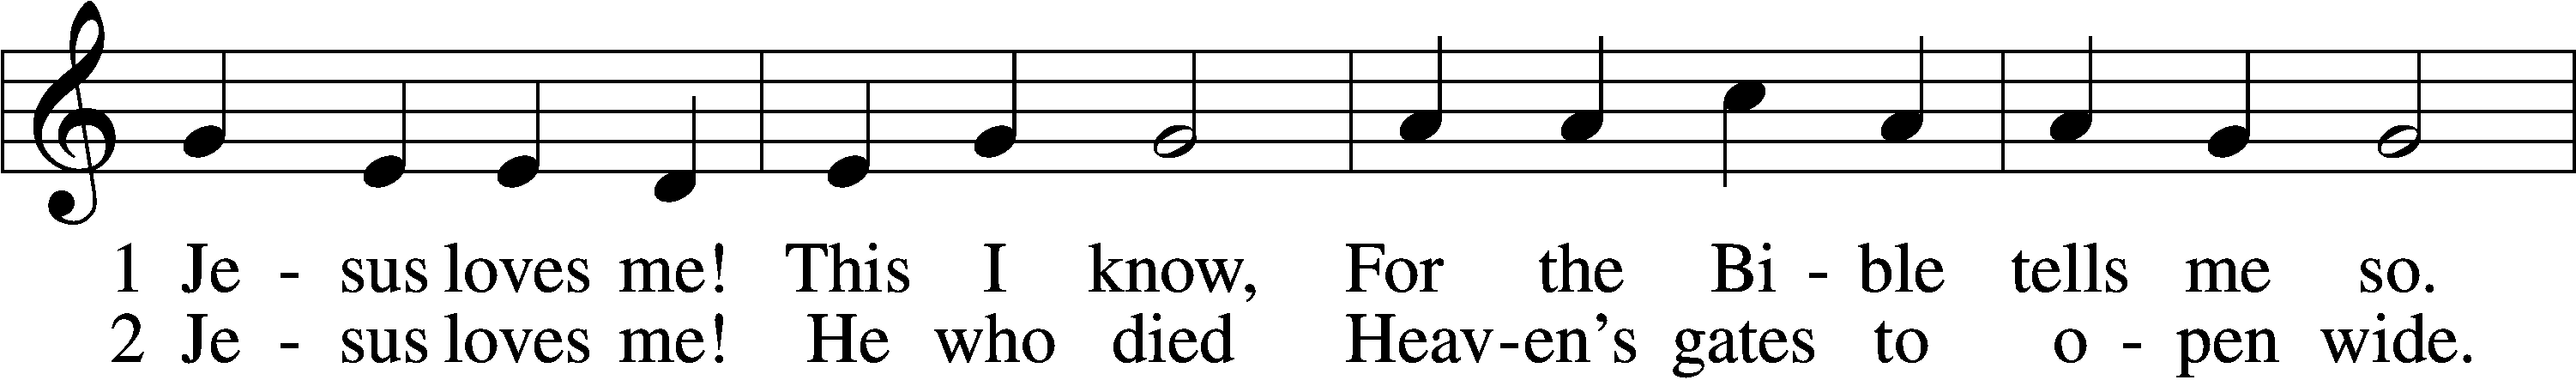 1 Je - sus loves me! This I know, For the Bi - ble tells me so.
2 Je - sus loves me! He who died Heav-en’s gates to o - pen wide.